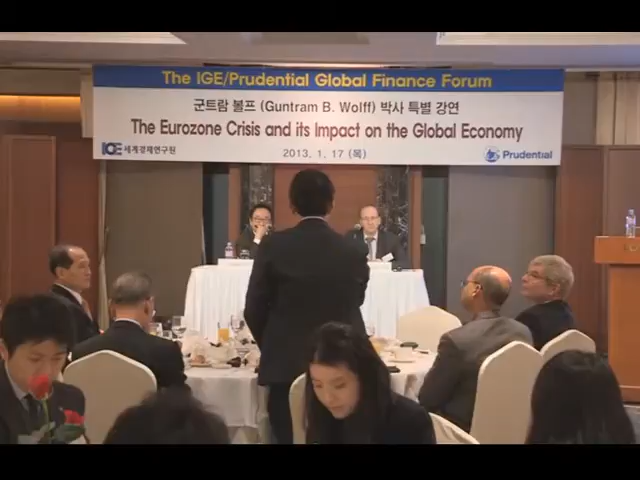 The IGE/Prudential Global Finance Forum
군트람 볼프 (Guntram B. Wolff) 박사 특별 강연
The Eurozone Crisis and its Impact on the Global Economy
IGE 세계경제연구원
2013. 1. 17 (목)
Prudential